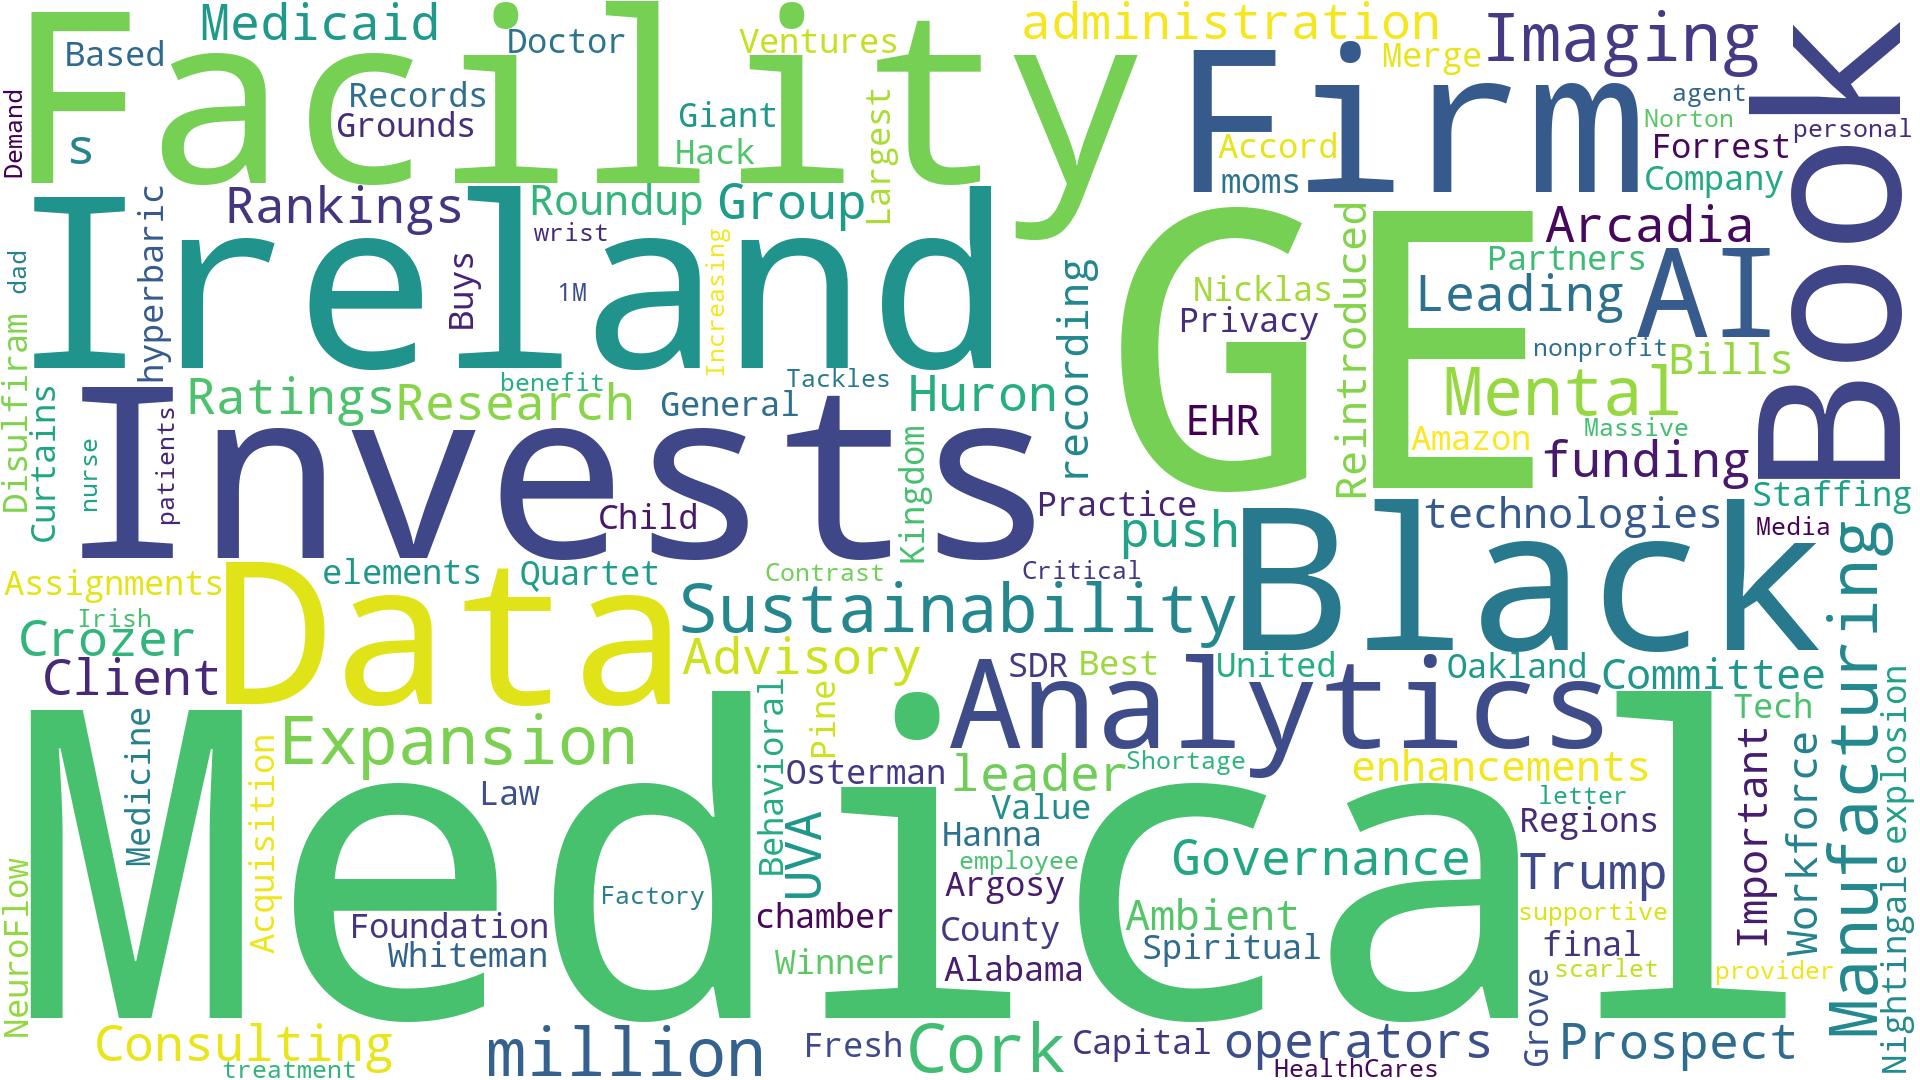 Facility
Medicaid
Based
Doctor
Ventures
administration
Merge
Imaging
Book
Demand
s
Records
Grounds
Giant
Hack
Largest
Firm
Accord
moms
agent
Norton
personal
Forrest
Company
Ireland
hyperbaric
Rankings
Roundup
Group
wrist
Buys
1M
Increasing
dad
recording
GE
Nicklas
Privacy
EHR
Reintroduced
Arcadia
Partners
Leading
AI
nonprofit
Bills
Mental
Massive
Amazon
funding
Disulfiram
Curtains
nurse
patients
Invests
Ratings
Research
benefit
General
Tackles
Huron
Child
Kingdom
Practice
push
technologies
Staffing
Media
Black
Manufacturing
Assignments
Irish
Crozer
Client
Data
elements
Quartet
Contrast
Critical
Sustainability
Advisory
SDR
Best
United
Oakland
Committee
Analytics
Tech
explosion
Nightingale
Medical
Medicine
Acquisition
Expansion
Law
Behavioral
Pine
UVA
Osterman
leader
Shortage
enhancements
Value
Hanna
employee
Argosy
Governance
letter
Regions
Trump
Important
Workforce
NeuroFlow
Factory
Foundation
Whiteman
chamber
Winner
County
Alabama
Ambient
Spiritual
supportive
final
scarlet
provider
Grove
Consulting
treatment
million
Fresh
Cork
Capital
operators
HealthCares
Prospect